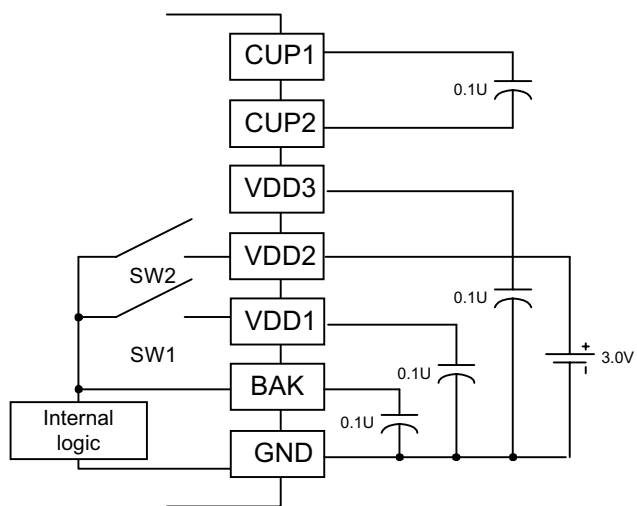 CUP1
0.1U
CUP2
VDD3
VDD2
SW2
0.1U
VDD1
SW1
+
3.0V
-
0.1U
BAK
0.1U
Internal
logic
GND